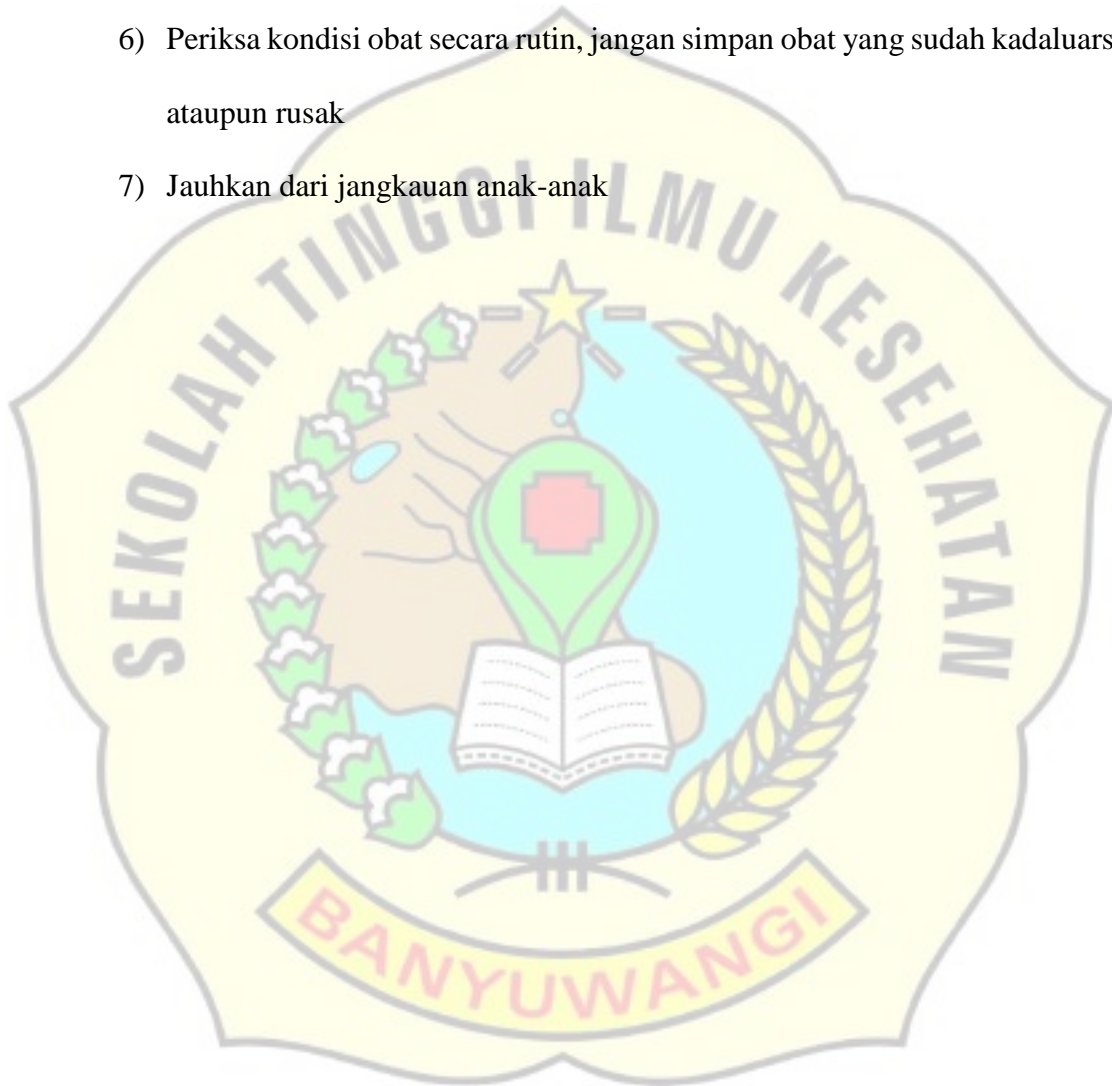 6) Periksa kondisi obat secara rutin, jangan simpan obat yang sudah kadaluars
ataupun rusak
7) Jauhkan dari jangkauan anak-anak
SEKOLAH TINGGI ILMU KESEHATAN
BANYUWANGI